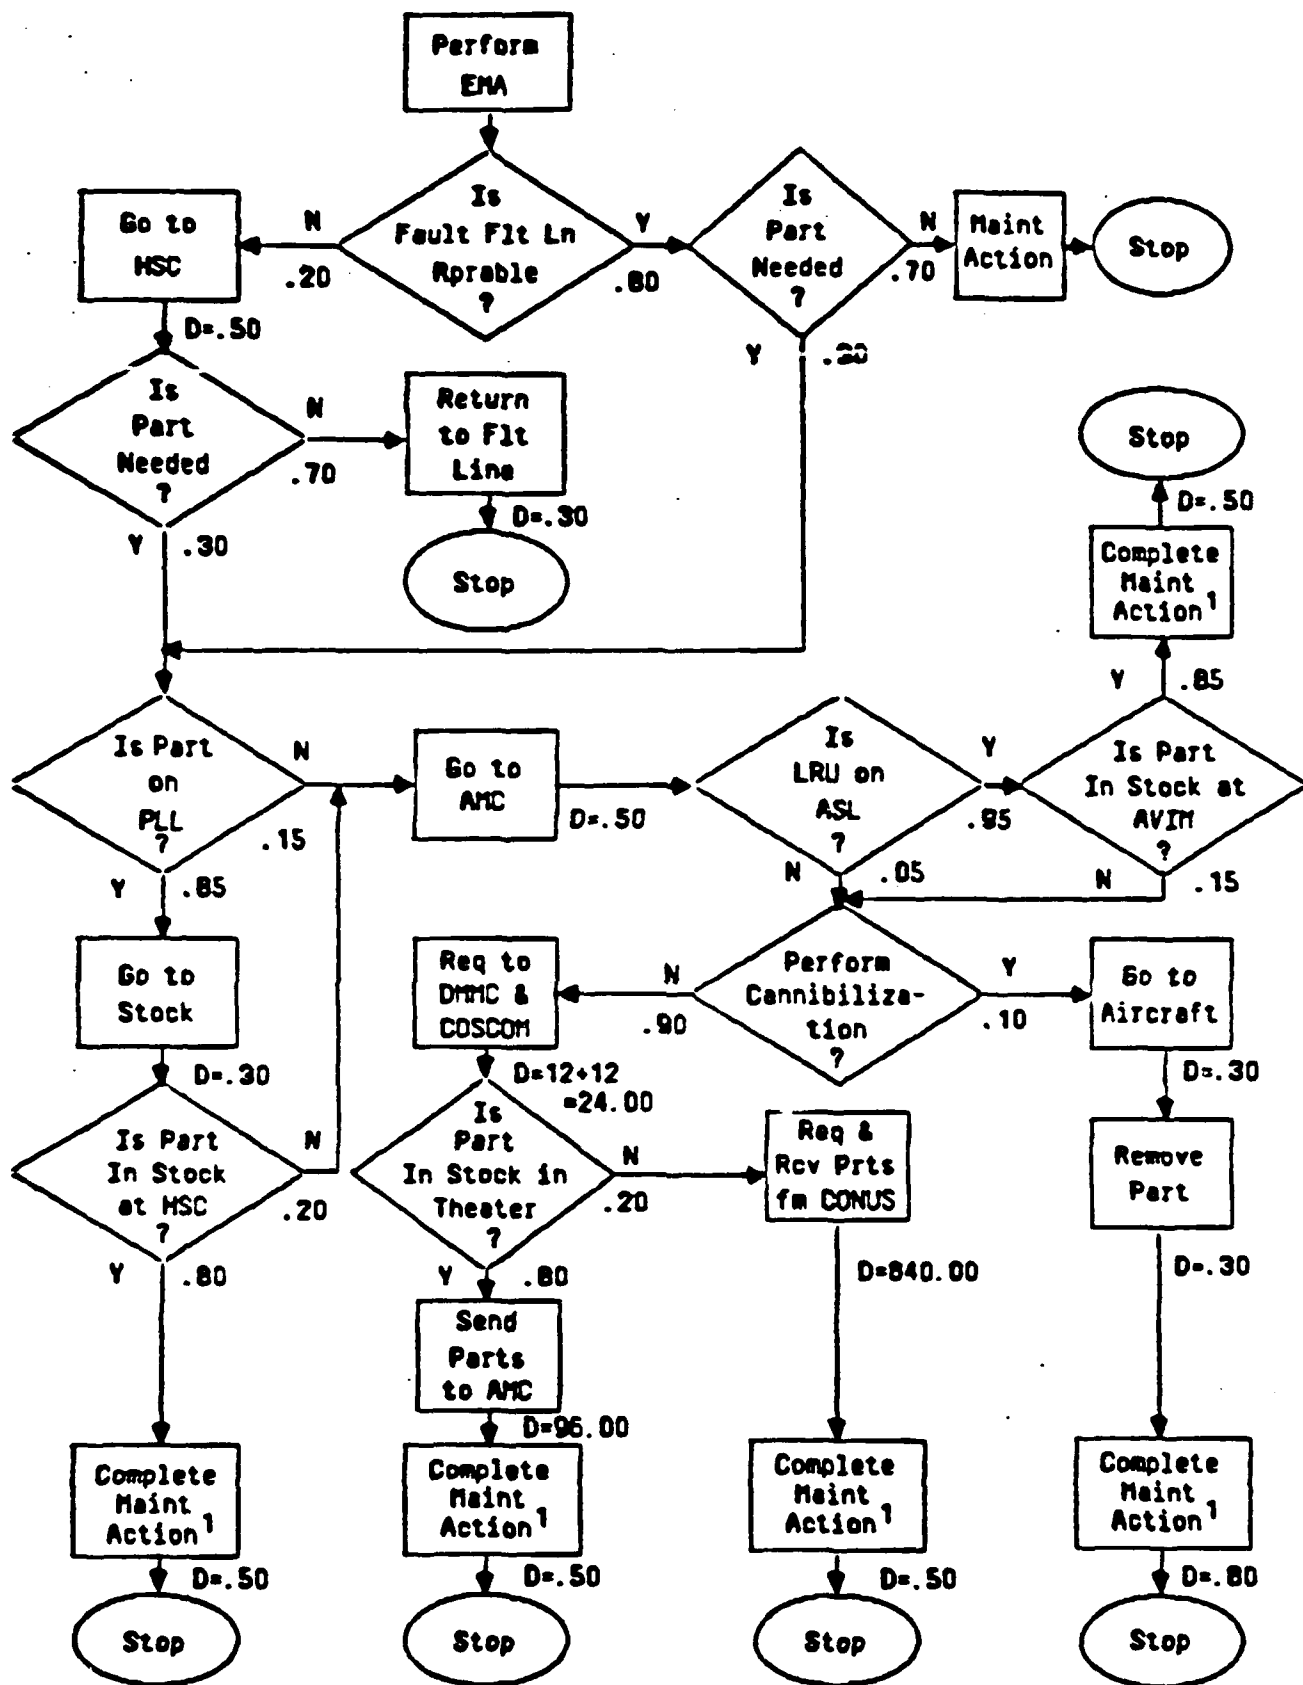 Perform
EMA
Is
Fault Flt Ln
Rprable
?
N
.20
Y
.80
Go to
HSC
D=.50
Is
Part
Needed
?
N
.70
Maint
Action
Stop
Y
Is
Part
Needed
?
N
.70
Return
to Flt
Line
D=.30
Stop
Y
.30
Stop
D=.50
Complete
Maint
Action1
Y
.85
Is Part
on
PLL
?
N
.15
Y
.85
Go to
AMC
D=.50
Is
LRU on
ASL
?
Y
.95
N
.05
Is Part
In Stock at
AVIM
?
N
.15
Go to
Stock
D=.30
Req to
DMMC &
COSCOM
D=12+12
=24.00
Perform
Cannibiliza-
tion
?
N
.90
Y
.10
Go to
Aircraft
D=.30
Is Part
In Stock
at HSC
?
N
.20
Y
.80
Is
Part
In Stock in
Theater
?
N
.20
Y
.80
Req &
Rcv Prts
fm CONUS
D=840.00
Remove
Part
D=.30
Send
Parts
to AMC
D=96.00
Complete
Maint
Action1
D=.50
Stop
Complete
Maint
Action1
D=.50
Stop
Complete
Maint
Action1
D=.50
Stop
Complete
Maint
Action1
D=.80
Stop